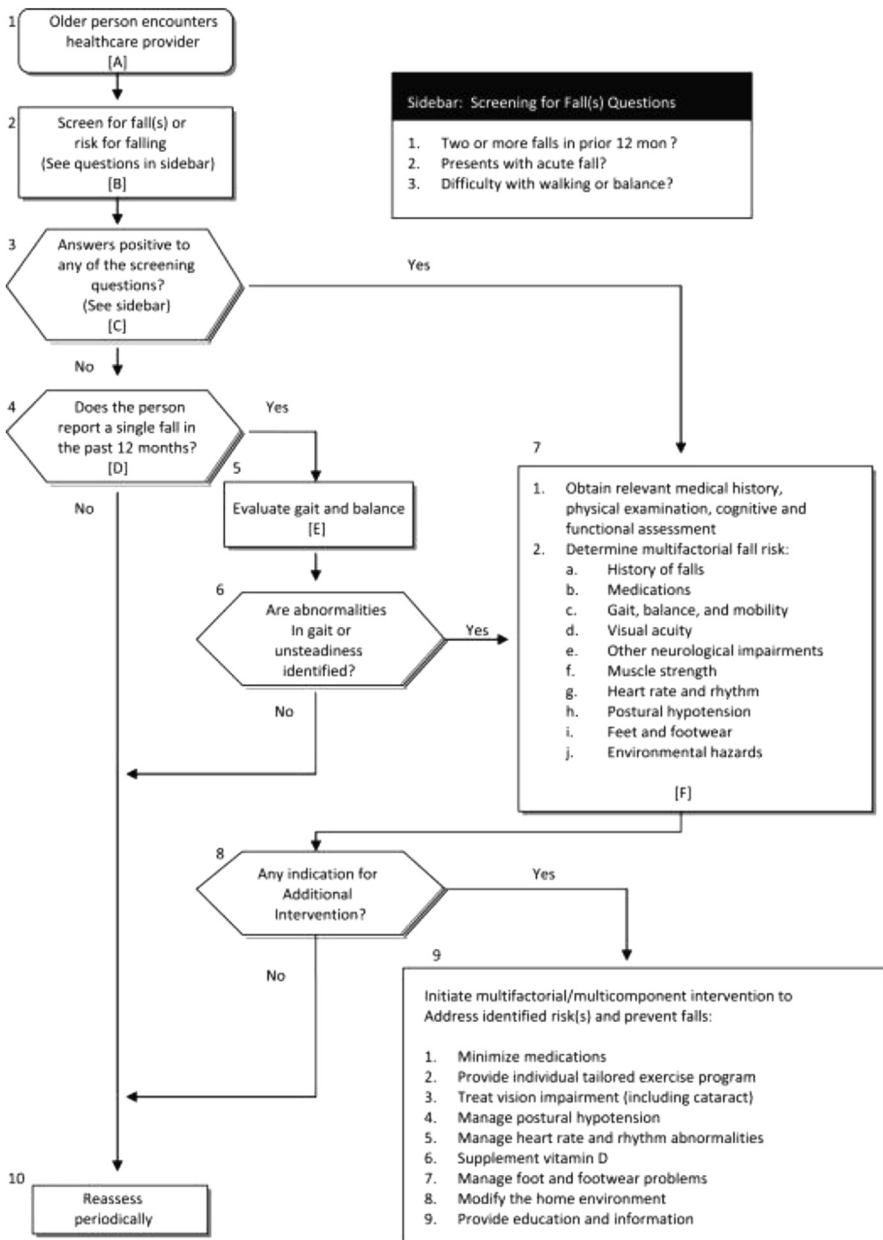 1
Older person encounters
healthcare provider
[A]
2
Screen for fall(s) or
risk for falling
(See questions in sidebar)
[B]
Sidebar: Screening for Fall(s) Questions
1. Two or more falls in prior 12 mon ?
2. Presents with acute fall?
3. Difficulty with walking or balance?
3
Answers positive to
any of the screening
questions?
(See sidebar)
[C]
Yes
No
4
Does the person
report a single fall in
the past 12 months?
[D]
Yes
No
5
Evaluate gait and balance
[E]
6
Are abnormalities
In gait or
unsteadiness
identified?
Yes
No
7
1. Obtain relevant medical history,
physical examination, cognitive and
functional assessment
2. Determine multifactorial fall risk:
a. History of falls
b. Medications
c. Gait, balance, and mobility
d. Visual acuity
e. Other neurological impairments
f. Muscle strength
g. Heart rate and rhythm
h. Postural hypotension
i. Feet and footwear
j. Environmental hazards
[F]
8
Any indication for
Additional
Intervention?
Yes
No
9
Initiate multifactorial/multicomponent intervention to
Address identified risk(s) and prevent falls:
1. Minimize medications
2. Provide individual tailored exercise program
3. Treat vision impairment (including cataract)
4. Manage postural hypotension
5. Manage heart rate and rhythm abnormalities
6. Supplement vitamin D
7. Manage foot and footwear problems
8. Modify the home environment
9. Provide education and information
10
Reassess
periodically